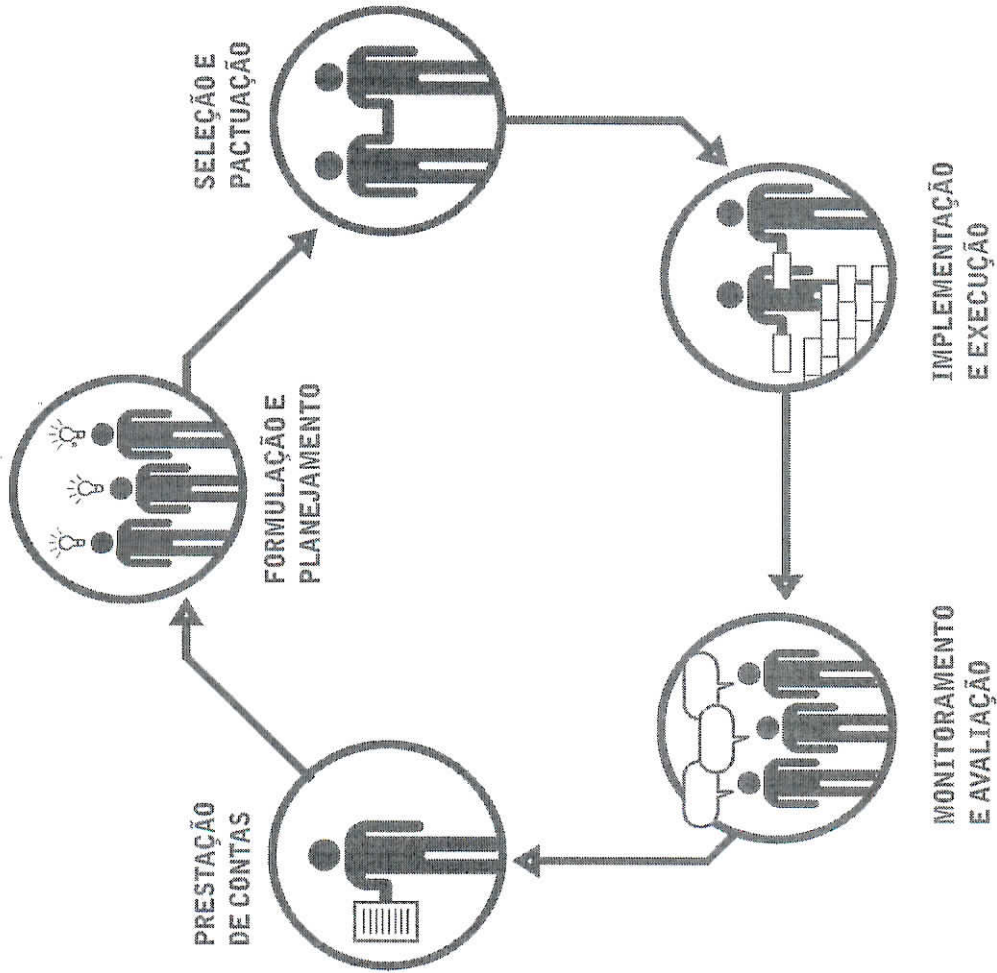 FORMULAÇÃO E
PLANEJAMENTO
SELEÇÃO E
PACTUAÇÃO
IMPLEMENTAÇÃO
E EXECUÇÃO
MONITORAMENTO
E AVALIAÇÃO
PRESTAÇÃO
DE CONTAS